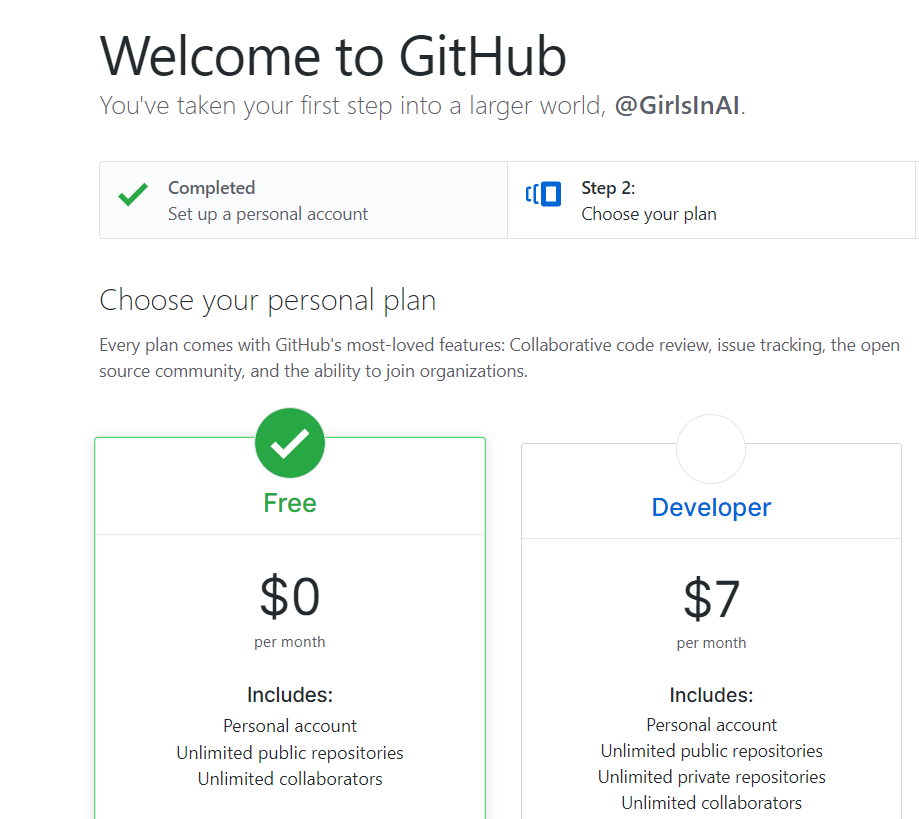 Welcome to GitHub
You've taken your first step into a larger world, @GirlsInAI.
Completed
Set up a personal account
Step 2:
Choose your plan
Choose your personal plan
Every plan comes with GitHub's most-loved features: Collaborative code review, issue tracking, the open
source community, and the ability to join organizations.
Free
$0
per month
Includes:
Personal account
Unlimited public repositories
Unlimited collaborators
Developer
$7
per month
Includes:
Personal account
Unlimited public repositories
Unlimited private repositories
Unlimited collaborators